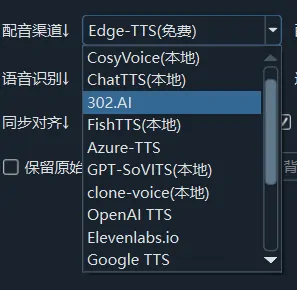 配音渠道↓
Edge-TTS(免费)
CosyVoice(本地)
ChatTTS(本地)
语音识别↓
302.AI
FishTTS(本地)
同步对齐↓
Azure-TTS
GPT-SoVITS(本地)
保留原始
clone-voice(本地)
OpenAI TTS
Elevenlabs.io
Google TTS